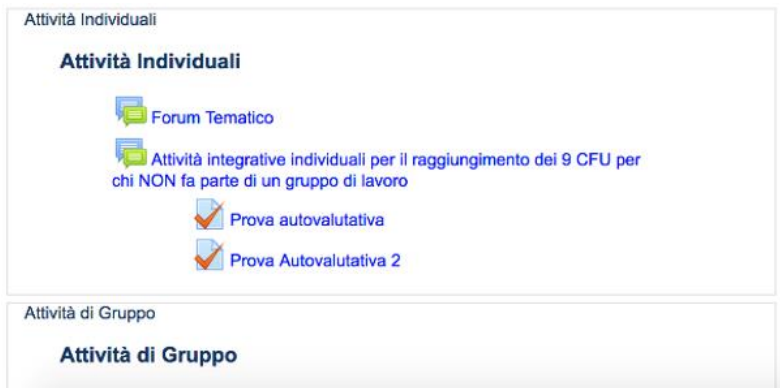 Attività Individuali
Attività Individuali
Forum Tematico
Attività integrative individuali per il raggiungimento dei 9 CFU per
chi NON fa parte di un gruppo di lavoro
Prova autovalutativa
Prova Autovalutativa 2
Attività di Gruppo
Attività di Gruppo